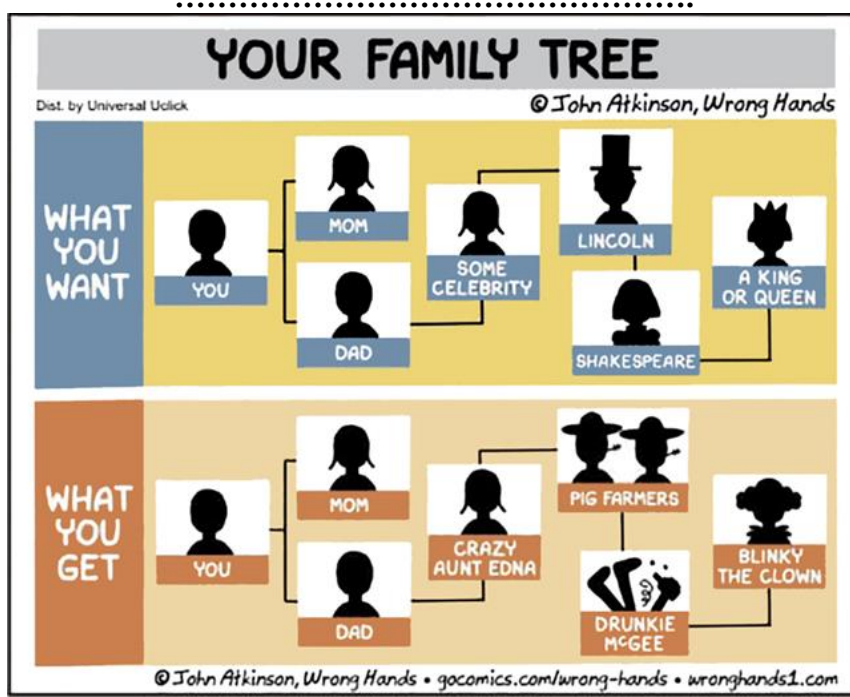 YOUR FAMILY TREE
Dist. by Universal Uclick
© John Atkinson, Wrong Hands
WHAT
YOU
WANT
YOU
MOM
DAD
SOME
CELEBRITY
LINCOLN
SHAKESPEARE
A KING
OR QUEEN
WHAT
YOU
GET
YOU
MOM
DAD
CRAZY
AUNT EDNA
PIG FARMERS
DRUNKIE
McGEE
BLINKY
THE CLOWN
© John Atkinson, Wrong Hands • gocomics.com/wrong-hands • wronghands1.com